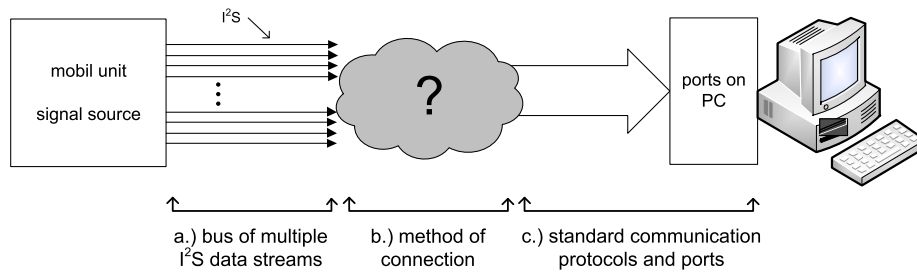 I²S
mobil unit
signal source
?
ports on
PC
a.) bus of multiple
I²S data streams
b.) method of
connection
c.) standard communication
protocols and ports